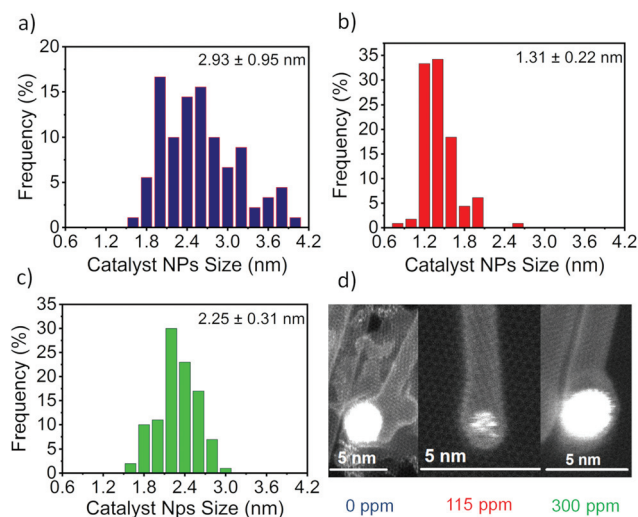 a)
2.93 ± 0.95 nm
Frequency (%)
20
15
10
5
0
0.6 1.2 1.8 2.4 3.0 3.6 4.2
Catalyst NPs Size (nm)
b)
1.31 ± 0.22 nm
Frequency (%)
35
30
25
20
15
10
5
0
0.6 1.2 1.8 2.4 3.0 3.6 4.2
Catalyst NPs Size (nm)
c)
2.25 ± 0.31 nm
Frequency (%)
35
30
25
20
15
10
5
0
0.6 1.2 1.8 2.4 3.0 3.6 4.2
Catalyst Nps Size (nm)
d)
5 nm
5 nm
5 nm
0 ppm
115 ppm
300 ppm